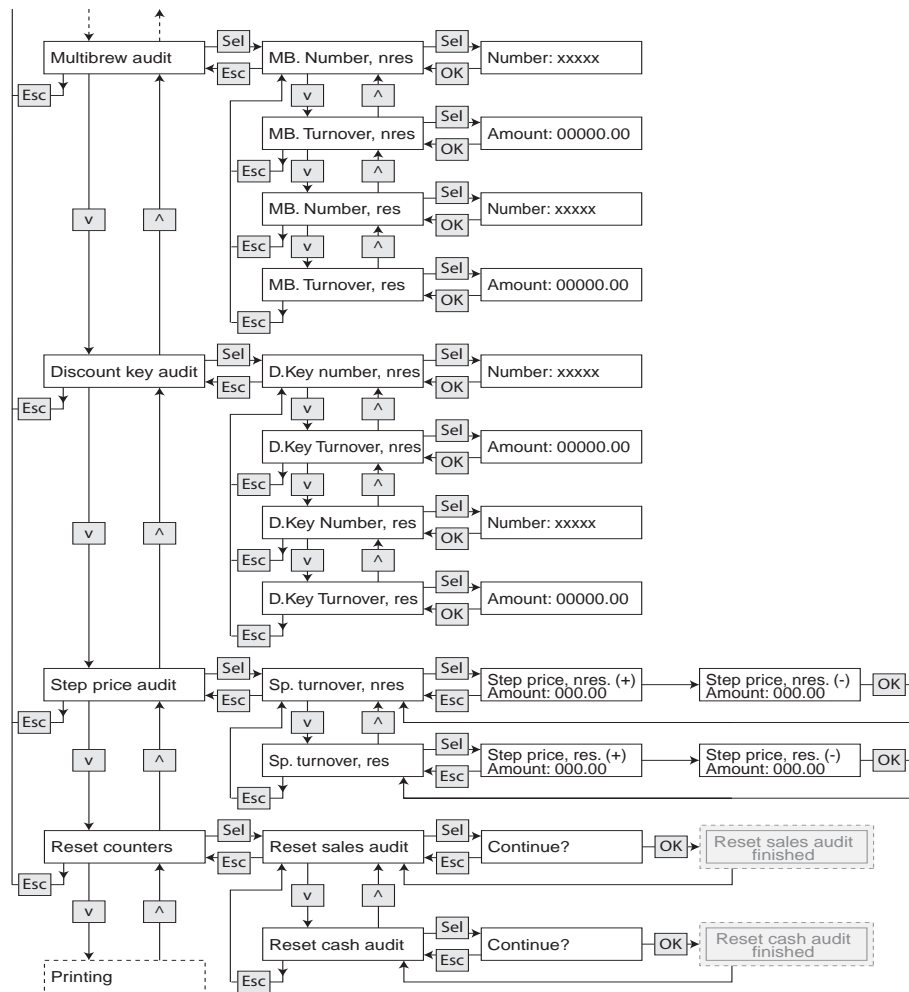 Sel
Sel
Multibrew audit
MB. Number, nres
Number: xxxxx
Esc
OK
Esc
v
^
Sel
MB. Turnover, nres
Amount: 00000.00
OK
Esc
v
^
Sel
MB. Number, res
Number: xxxxx
v
^
OK
Esc
v
^
Sel
MB. Turnover, res
Amount: 00000.00
OK
Esc
Sel
Sel
Discount key audit
D.Key number, nres
Number: xxxxx
Esc
OK
Esc
v
^
Sel
D.Key Turnover, nres
Amount: 00000.00
OK
Esc
v
^
Sel
D.Key Number, res
Number: xxxxx
v
^
OK
Esc
v
^
Sel
D.Key Turnover, res
Amount: 00000.00
OK
Esc
Sel
Sel
Step price audit
Sp. turnover, nres
Step price, nres. (+)
Amount: 000.00
Step price, nres. (-)
Amount: 000.00
OK
Esc
Esc
Esc
v
^
Sel
v
^
Sp. turnover, res
Step price, res. (+)
Amount: 000.00
Step price, res. (-)
Amount: 000.00
OK
Esc
Esc
Sel
Sel
Reset counters
Reset sales audit
Continue?
OK
Reset sales audit
finished
Esc
Esc
Esc
v
^
v
^
Sel
Reset cash audit
Continue?
OK
Reset cash audit
finished
Esc
Printing
Esc